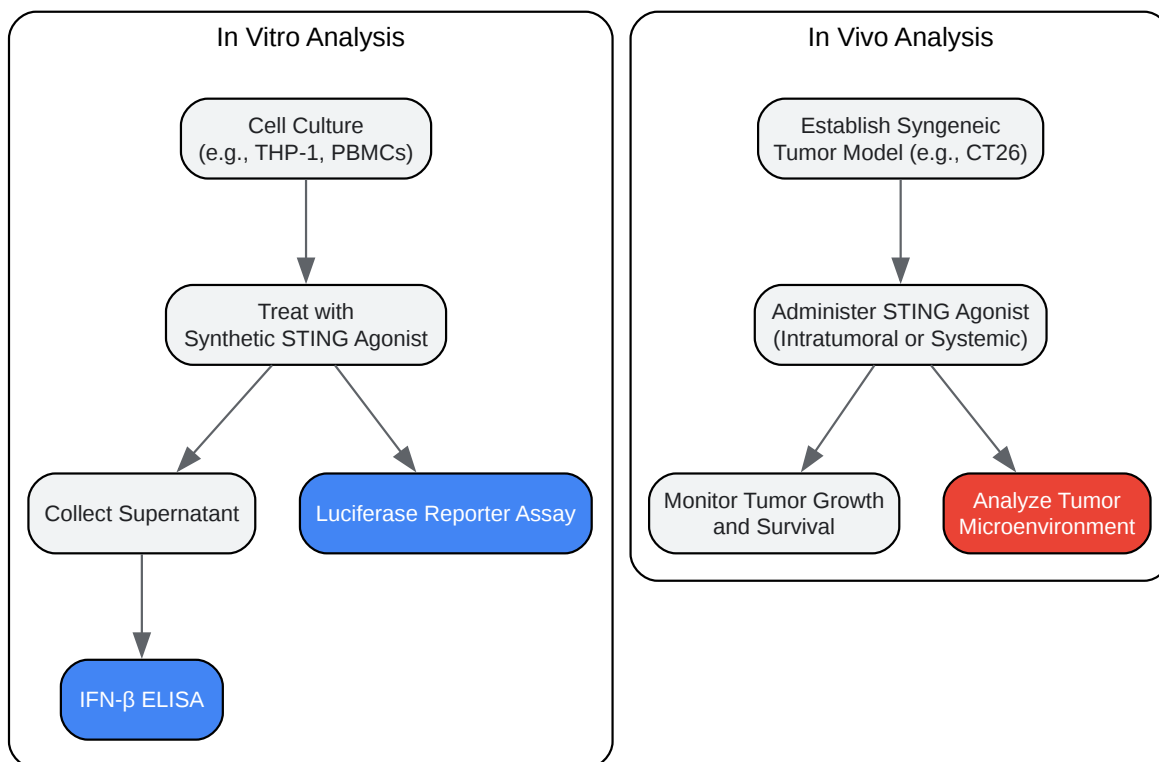 In Vitro Analysis
Cell Culture
(e.g., THP-1, PBMCs)
Treat with
Synthetic STING Agonist
Collect Supernatant
Luciferase Reporter Assay
IFN-β ELISA
In Vivo Analysis
Establish Syngeneic
Tumor Model (e.g., CT26)
Administer STING Agonist
(Intratumoral or Systemic)
Monitor Tumor Growth
and Survival
Analyze Tumor
Microenvironment